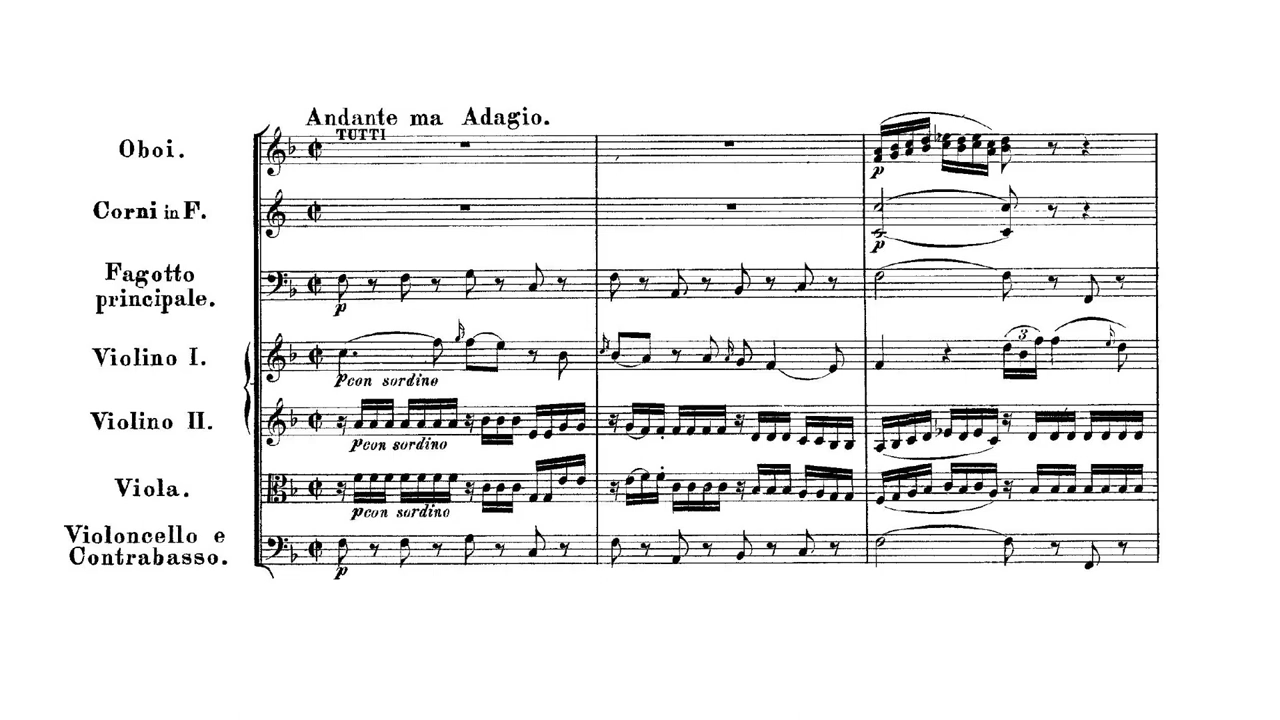 Andante ma Adagio.
TUTTI
Oboi.
p
Corni in F.
p
Fagotto
principale.
p
Violino I.
p con sordino
3
Violino II.
p con sordino
Viola.
p con sordino
Violoncello e
Contrabasso.
p